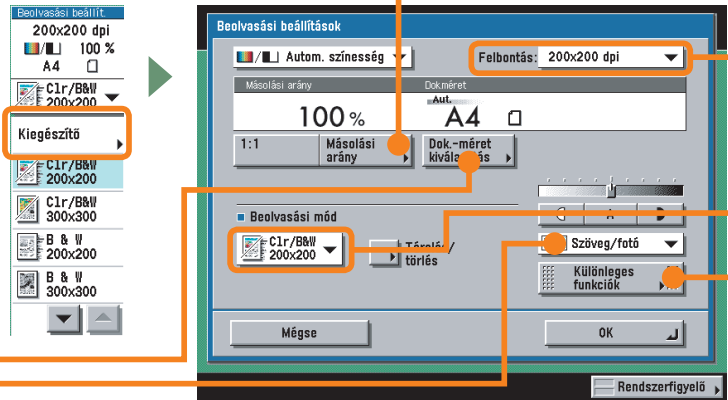 Beolvasási beállít.
200x200 dpi
100 %
A4
Clr/B&W
200x200
Kiegészítő
Clr/B&W
200x200
Clr/B&W
300x300
B & W
200x200
B & W
300x300
Beolvasási beállítások
Autom. színesség
Felbontás: 200x200 dpi
Másolási arány
Dokméret
100 %
Aut.
A4
1:1
Másolási
arány
Dok.-méret
Beolvasási mód
Clr/B&W
200x200
Tárolás/
törlés
A
Szöveg/fotó
Különleges
funkciók
Mégse
OK
Rendszerfigyelő